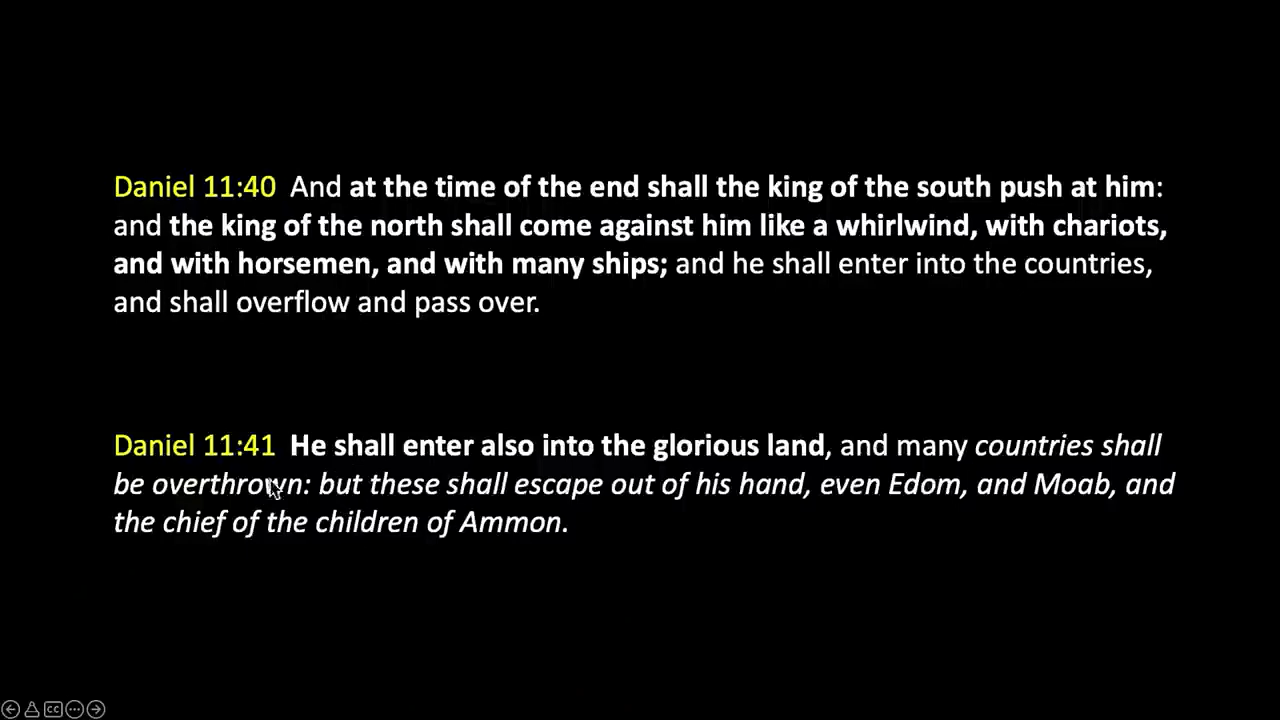 Daniel 11:40 And at the time of the end shall the king of the south push at him:
and the king of the north shall come against him like a whirlwind, with chariots,
and with horsemen, and with many ships; and he shall enter into the countries,
and shall overflow and pass over.
Daniel 11:41 He shall enter also into the glorious land, and many countries shall
be overthrown: but these shall escape out of his hand, even Edom, and Moab, and
the chief of the children of Ammon.
CC